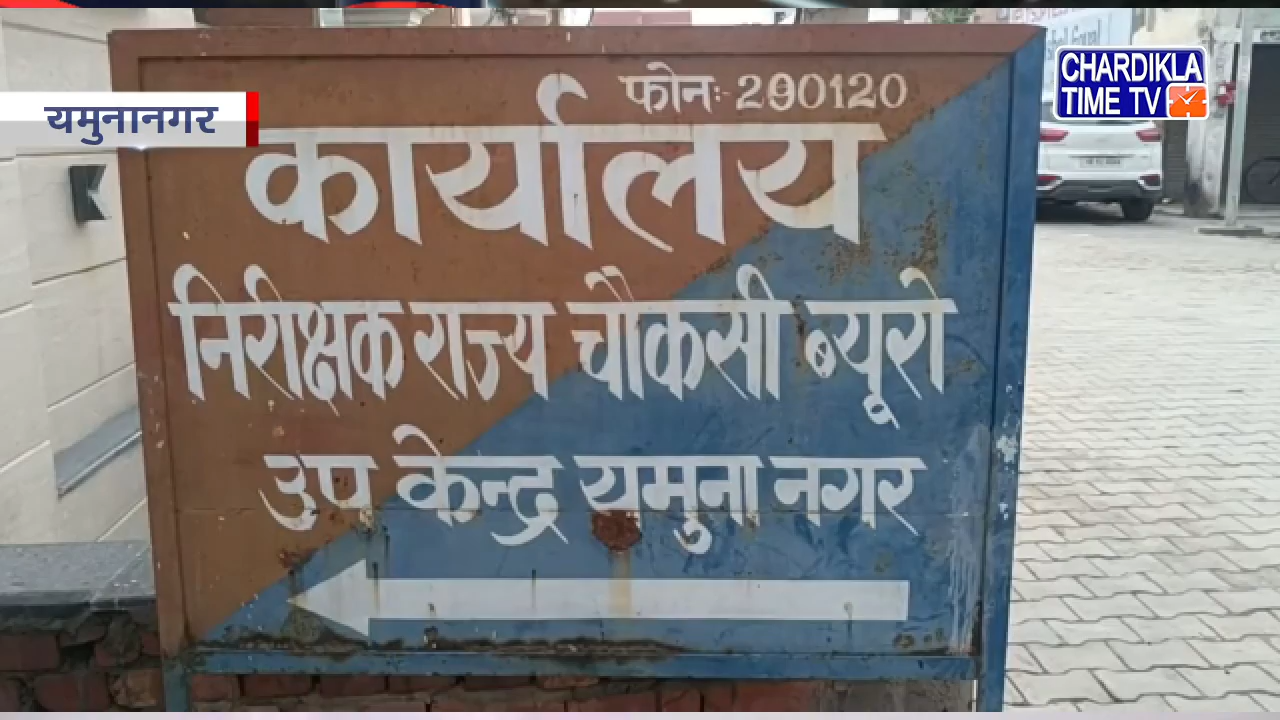 फोनः- 290120
कार्यालय
निरीक्षक राज्य चौकसी ब्यूरो
उप केन्द्र यमुना नगर
यमुनानगर
CHARDIKLA
TIME TV